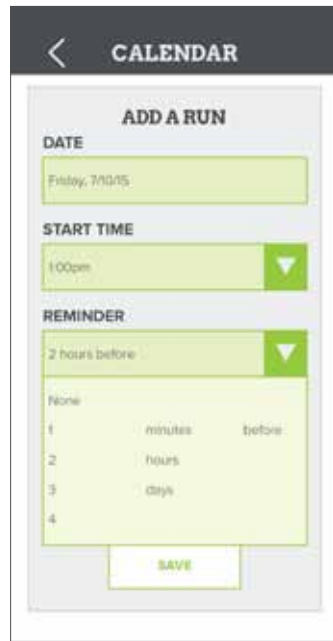 CALENDAR
ADD A RUN
DATE
Friday, 7/10/15
START TIME
1:00pm
REMINDER
2 hours before
None
1 minutes before
2 hours
3 days
4
SAVE